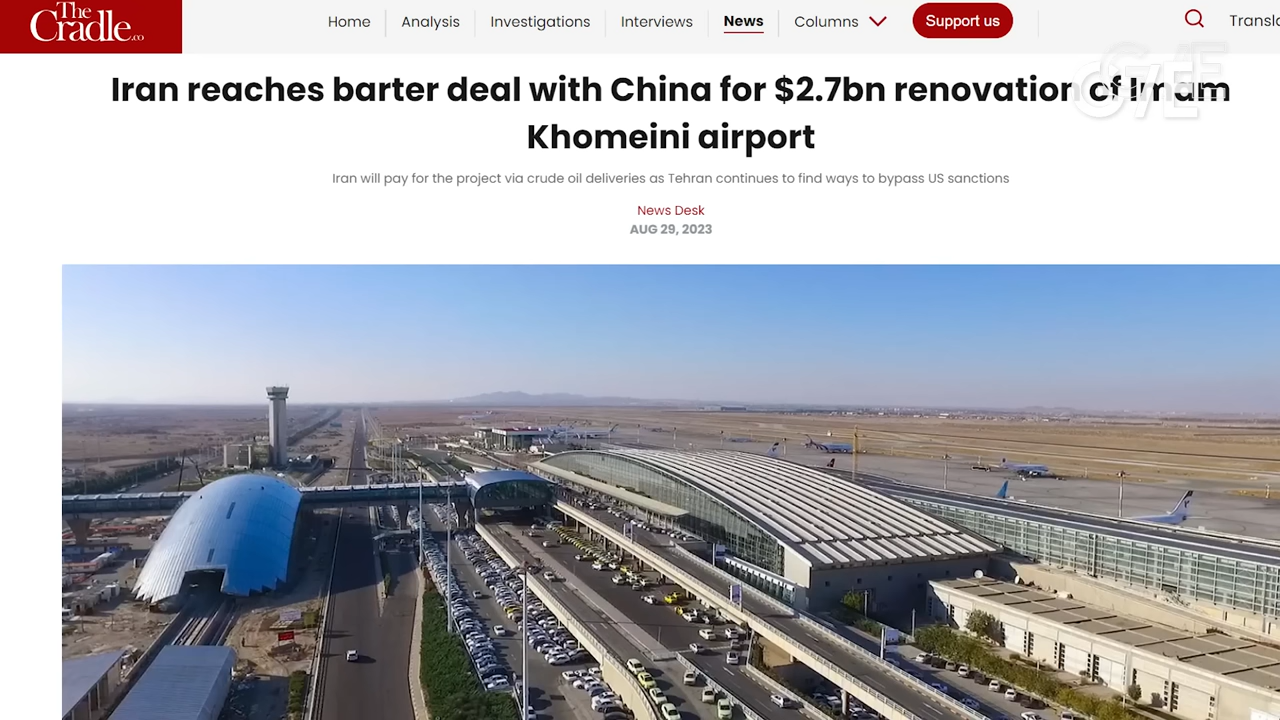 The
Cradle.co
Home
Analysis
Investigations
Interviews
News
Columns
Support us
Iran reaches barter deal with China for $2.7bn renovation of Imam
Khomeini airport
Iran will pay for the project via crude oil deliveries as Tehran continues to find ways to bypass US sanctions
News Desk
AUG 29, 2023